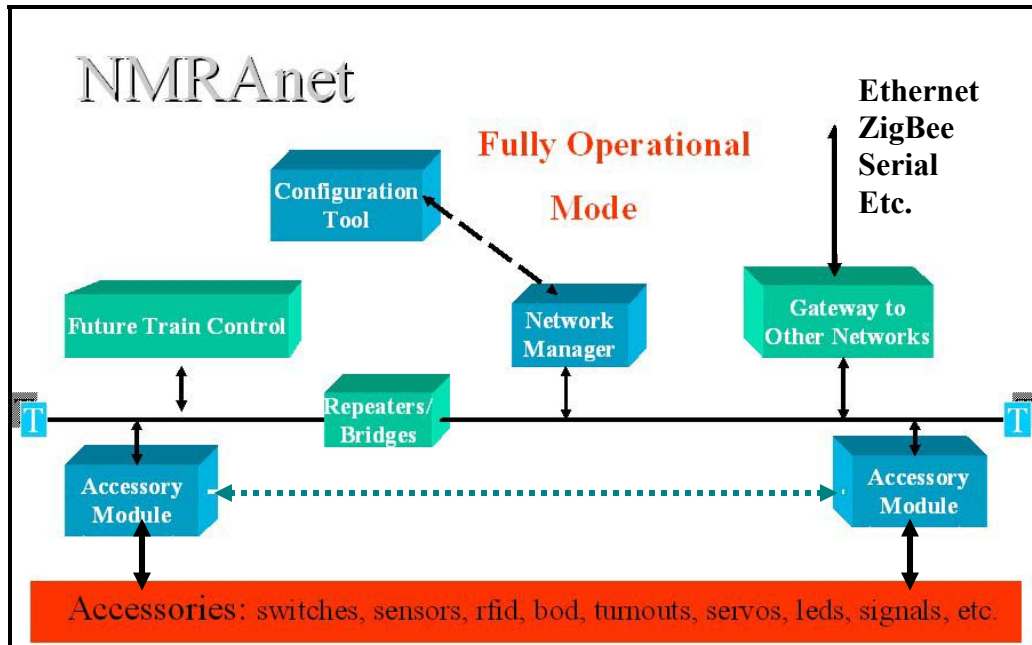 NMRAnet
Ethernet
ZigBee
Serial
Etc.
Fully Operational
Mode
Configuration
Tool
Future Train Control
Network
Manager
Gateway to
Other Networks
T
Repeaters/
Bridges
T
Accessory
Module
Accessory
Module
Accessories: switches, sensors, rfid, bod, turnouts, servos, leds, signals, etc.